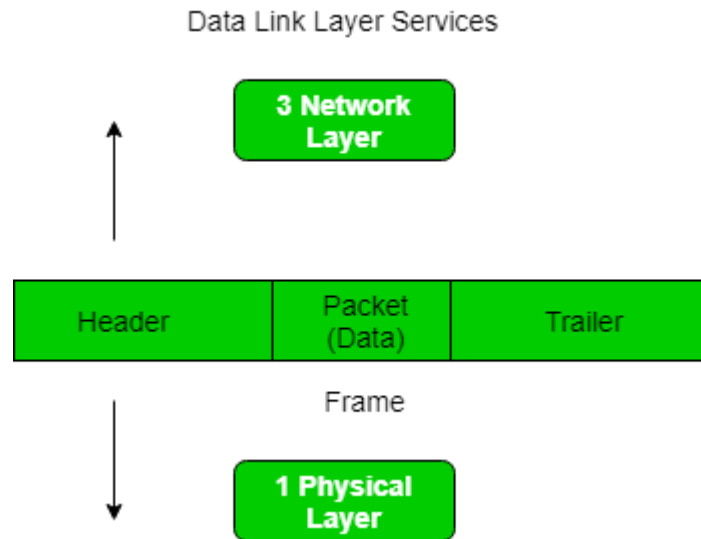 Data Link Layer Services
3 Network
Layer
Header
Packet
(Data)
Trailer
Frame
1 Physical
Layer